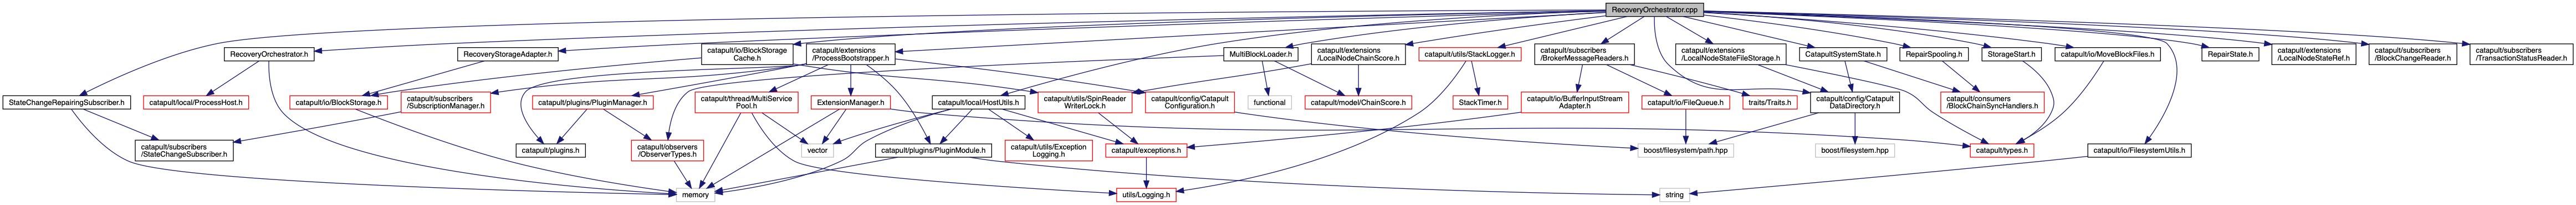 RecoveryOrchestrator.cpp
RecoveryOrchestrator.h
RecoveryStorageAdapter.h
catapult/io/BlockStorage
Cache.h
catapult/extensions
/ProcessBootstrapper.h
MultiBlockLoader.h
catapult/extensions
/LocalNodeChainScore.h
catapult/utils/StackLogger.h
catapult/subscribers
/BrokerMessageReaders.h
catapult/extensions
/LocalNodeStateFileStorage.h
CatapultSystemState.h
RepairSpooling.h
StorageStart.h
catapult/io/MoveBlockFiles.h
RepairState.h
catapult/extensions
/LocalNodeStateRef.h
catapult/subscribers
/BlockChangeReader.h
catapult/subscribers
/TransactionStatusReader.h
StateChangeRepairingSubscriber.h
catapult/local/ProcessHost.h
catapult/io/BlockStorage.h
catapult/subscribers
/SubscriptionManager.h
catapult/plugins/PluginManager.h
catapult/thread/MultiService
Pool.h
ExtensionManager.h
catapult/local/HostUtils.h
catapult/utils/SpinReader
WriterLock.h
catapult/config/Catapult
Configuration.h
functional
catapult/model/ChainScore.h
StackTimer.h
catapult/io/BufferInputStream
Adapter.h
catapult/io/FileQueue.h
traits/Traits.h
catapult/config/Catapult
DataDirectory.h
catapult/consumers
/BlockChainSyncHandlers.h
catapult/subscribers
/StateChangeSubscriber.h
catapult/plugins.h
catapult/observers
/ObserverTypes.h
vector
catapult/plugins/PluginModule.h
catapult/utils/Exception
Logging.h
catapult/exceptions.h
boost/filesystem/path.hpp
boost/filesystem.hpp
catapult/types.h
catapult/io/FilesystemUtils.h
memory
utils/Logging.h
string